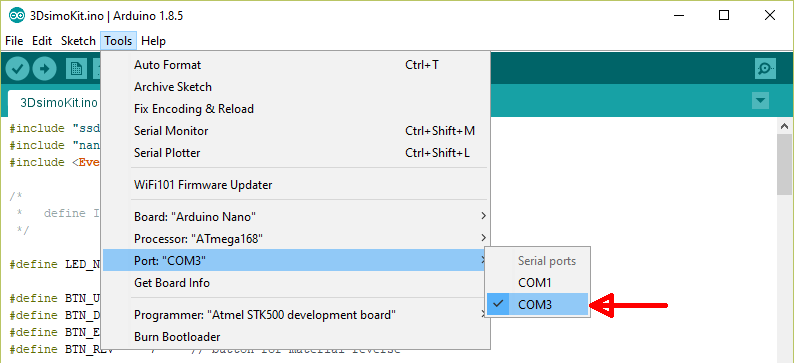 3DsimoKit.ino | Arduino 1.8.5
File Edit Sketch Tools Help
3DsimoKit.ino
Auto Format Ctrl+T
Archive Sketch
Fix Encoding & Reload
Serial Monitor Ctrl+Shift+M
Serial Plotter Ctrl+Shift+L
WiFi101 Firmware Updater
Board: "Arduino Nano"
Processor: "ATmega168"
Port: "COM3"
Get Board Info
Programmer: "Atmel STK500 development board"
Burn Bootloader
Serial ports
COM1
COM3
#include "ssd
#include "nan
#include <Eve
/*
* define I
*/
#define LED_N
#define BTN_U
#define BTN_D
#define BTN_E
#define BTN_REV // button for material reverse